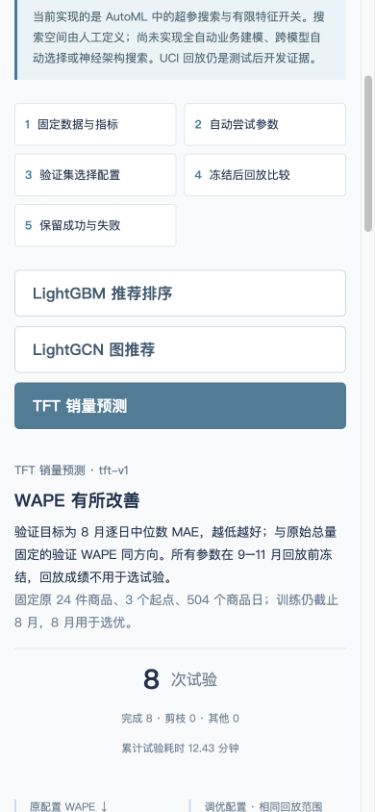 当前实现的是 AutoML 中的超参搜索与有限特征开关。搜
索空间由人工定义；尚未实现全自动业务建模、跨模型自
动选择或神经架构搜索。UCI 回放仍是测试后开发证据。
1 固定数据与指标
2 自动尝试参数
3 验证集选择配置
4 冻结后回放比较
5 保留成功与失败
LightGBM 推荐排序
LightGCN 图推荐
TFT 销量预测
TFT 销量预测 · tft-v1
WAPE 有所改善
验证目标为 8 月逐日中位数 MAE，越低越好；与原始总量
固定的验证 WAPE 同方向。所有参数在 9–11 月回放前冻
结，回放成绩不用于选试验。
固定原 24 件商品、3 个起点、504 个商品日；训练仍截止
8 月，8 月用于选优。
8 次试验
完成 8 · 剪枝 0 · 其他 0
累计试验耗时 12.43 分钟
原配置 WAPE ↓
调优配置 · 相同回放范围